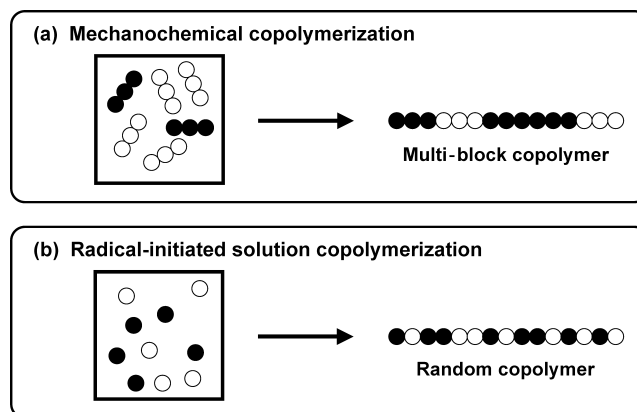 (a) Mechanochemical copolymerization
Multi-block copolymer
(b) Radical-initiated solution copolymerization
Random copolymer